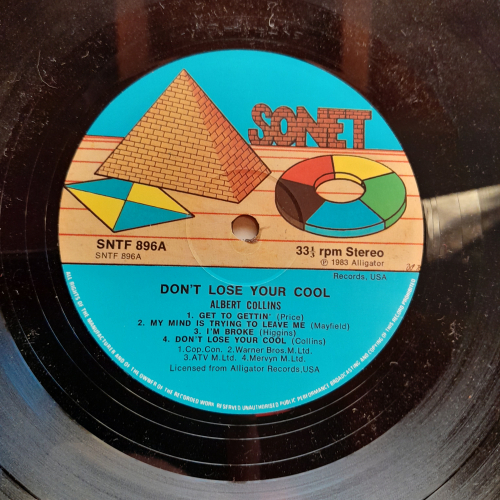 SONET
SNTF 896A
SNTF 896A
33⅓ rpm Stereo
℗ 1983 Alligator
Records, USA
DON'T LOSE YOUR COOL
ALBERT COLLINS
1. GET TO GETTIN' (Price)
2. MY MIND IS TRYING TO LEAVE ME (Mayfield)
3. I'M BROKE (Higgins)
4. DON'T LOSE YOUR COOL (Collins)
1.Cop.Con. 2.Warner Bros.M.Ltd.
3.ATV M.Ltd. 4.Mervyn M.Ltd.
Licensed from Alligator Records,USA
ALL RIGHTS OF THE MANUFACTURER AND OF THE OWNER OF THE RECORDED WORK RESERVED UNAUTHORISED PUBLIC PERFORMANCE BROADCASTING AND COPYING OF THIS RECORD PROHIBITED